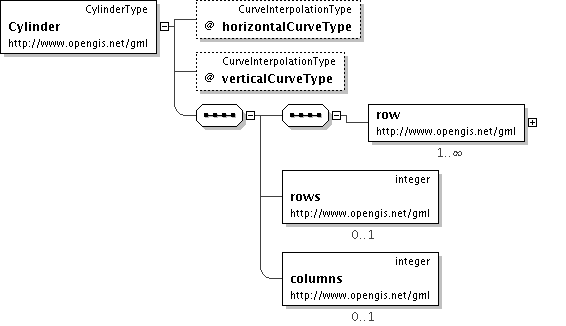 CylinderType
Cylinder
http://www.opengis.net/gml
CurveInterpolationType
@ horizontalCurveType
CurveInterpolationType
@ verticalCurveType
row
http://www.opengis.net/gml
1..∞
integer
rows
http://www.opengis.net/gml
0..1
integer
columns
http://www.opengis.net/gml
0..1